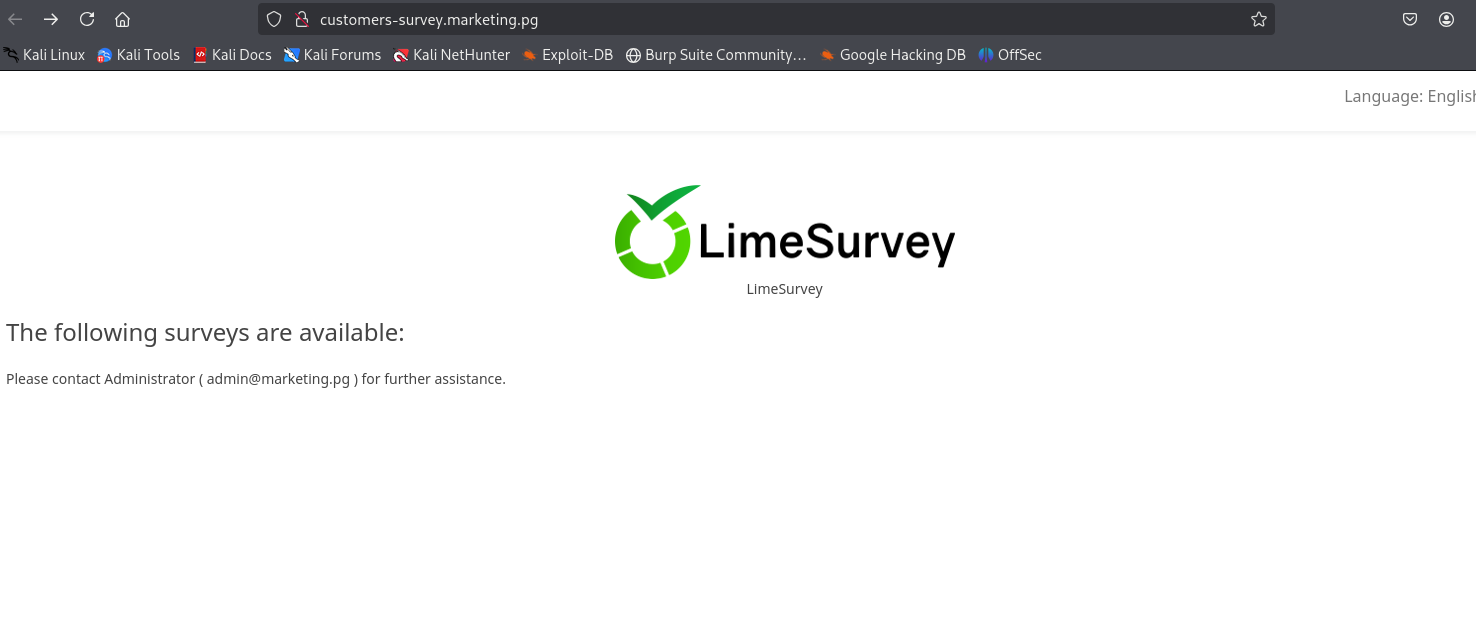 customers-survey.marketing.pg
Kali Linux Kali Tools Kali Docs Kali Forums Kali NetHunter Exploit-DB Burp Suite Community... Google Hacking DB OffSec
Language: English
LimeSurvey
LimeSurvey
The following surveys are available:
Please contact Administrator ( admin@marketing.pg ) for further assistance.